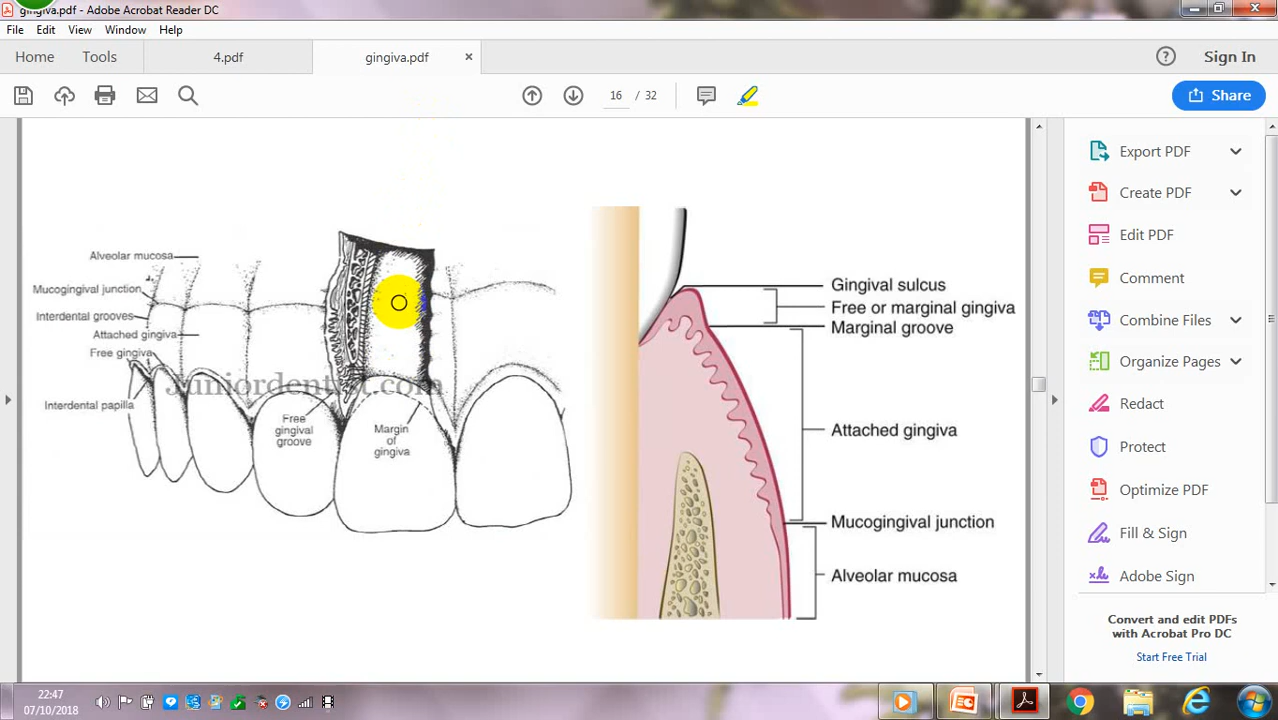 gingiva.pdf - Adobe Acrobat Reader DC
File Edit View Window Help
Home Tools 4.pdf gingiva.pdf × Sign In
16 / 32 Share
Alveolar mucosa
Mucogingival junction
Interdental grooves
Attached gingiva
Free gingiva
Interdental papilla
Free
gingival
groove
Margin
of
gingiva
Juniordentist.com
Gingival sulcus
Free or marginal gingiva
Marginal groove
Attached gingiva
Mucogingival junction
Alveolar mucosa
Export PDF
Create PDF
Edit PDF
Comment
Combine Files
Organize Pages
Redact
Protect
Optimize PDF
Fill & Sign
Adobe Sign
Convert and edit PDFs
with Acrobat Pro DC
Start Free Trial
22:47
07/10/2018